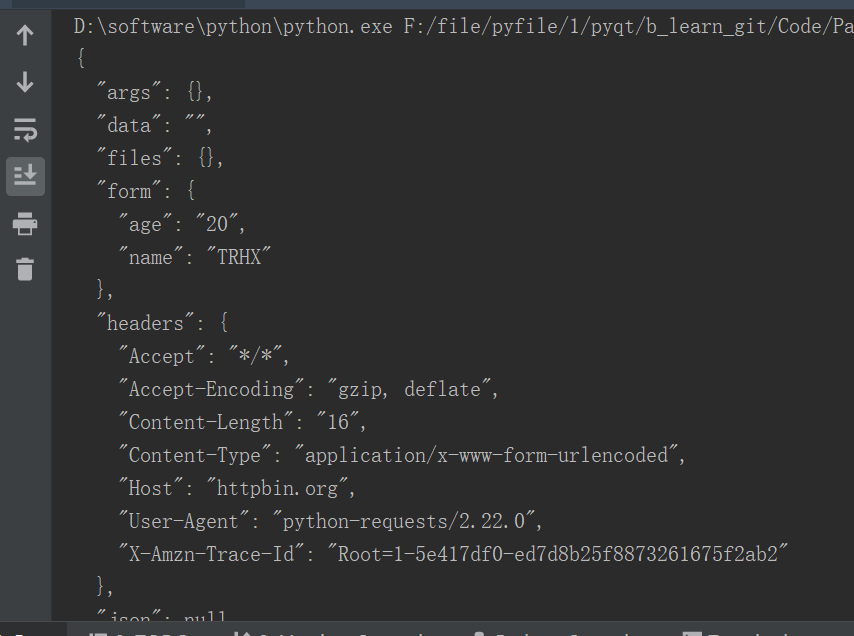 D:\software\python\python.exe F:/file/pyfile/1/pyqt/b_learn_git/Code/Pa
{
"args": {},
"data": "",
"files": {},
"form": {
"age": "20",
"name": "TRHX"
},
"headers": {
"Accept": "*/*",
"Accept-Encoding": "gzip, deflate",
"Content-Length": "16",
"Content-Type": "application/x-www-form-urlencoded",
"Host": "httpbin.org",
"User-Agent": "python-requests/2.22.0",
"X-Amzn-Trace-Id": "Root=1-5e417df0-ed7d8b25f8873261675f2ab2"
},
"json": null